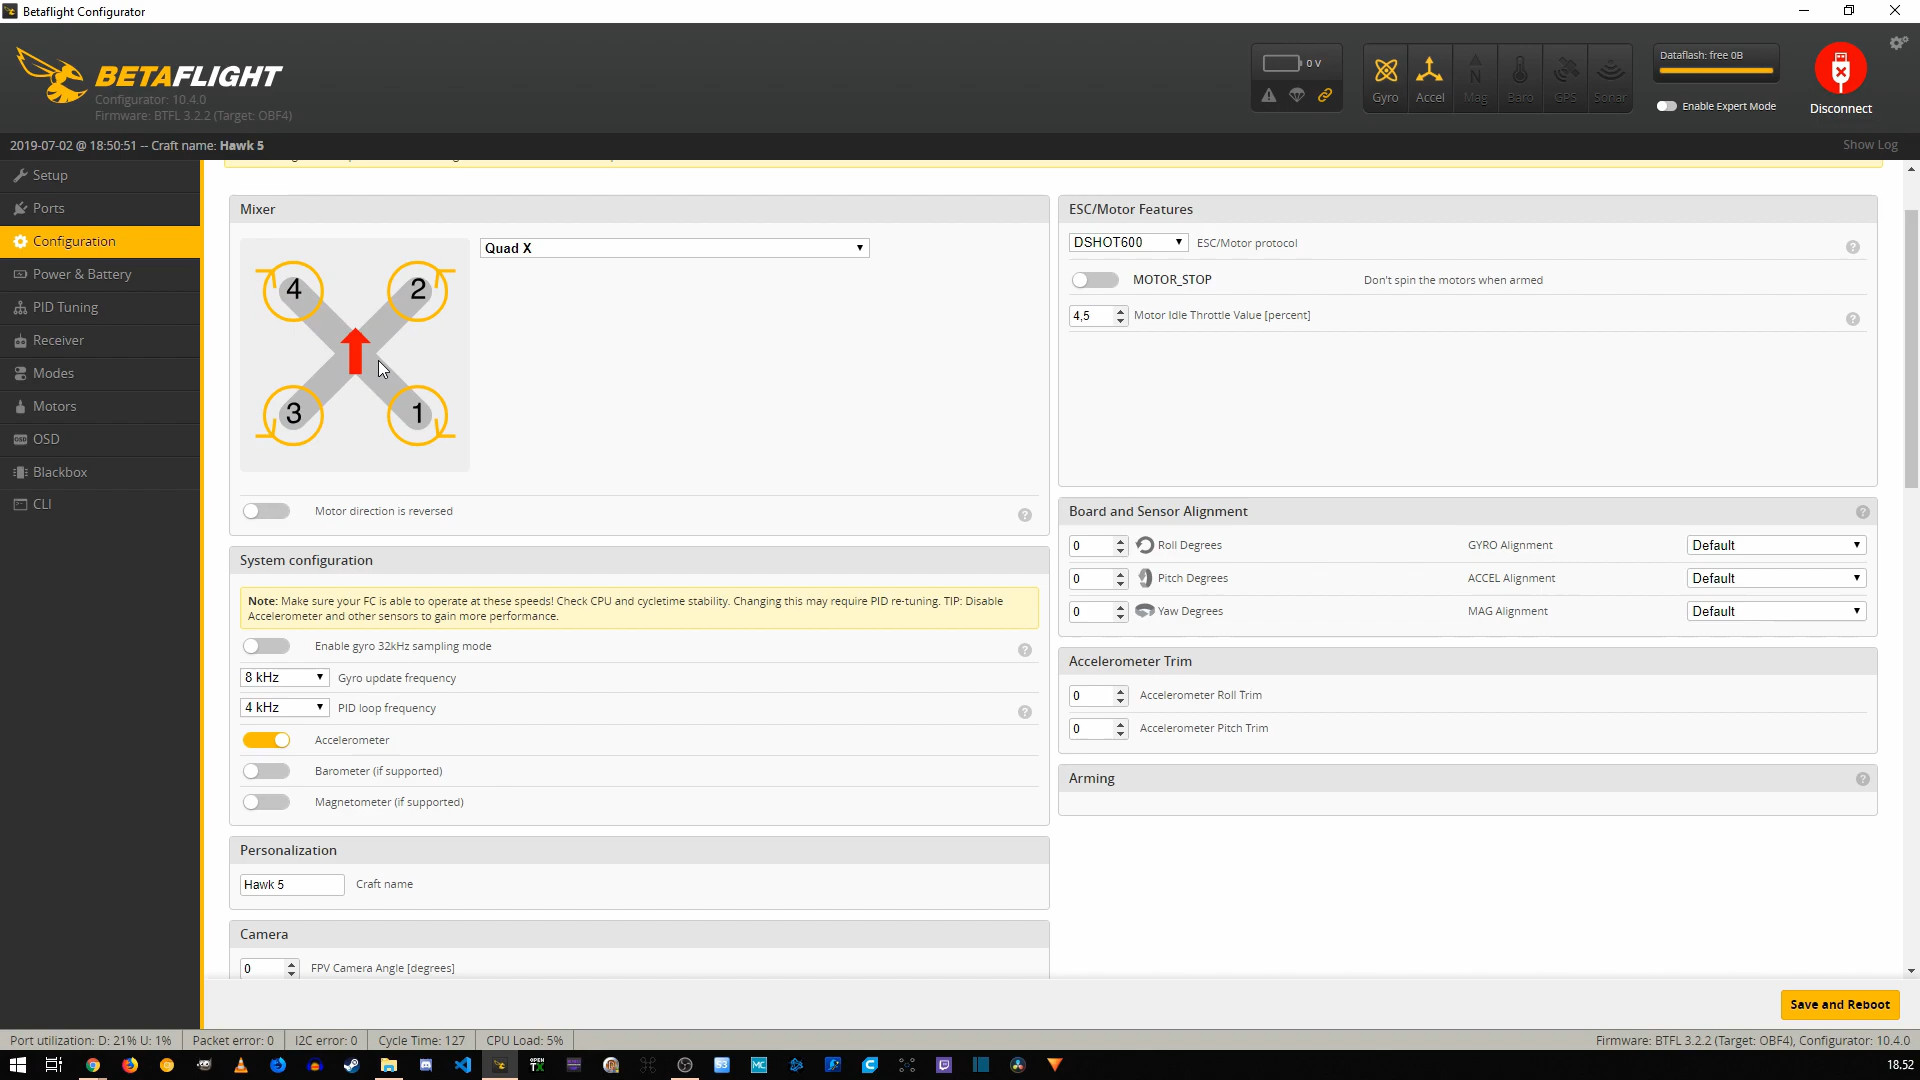 Betaflight Configurator
BETAFLIGHT
Configurator: 10.4.0
Firmware: BTFL 3.2.2 (Target: OBF4)
0 V
Gyro
Accel
Mag
Baro
GPS
Sonar
Dataflash: free 0B
Enable Expert Mode
Disconnect
2019-07-02 @ 18:50:51 -- Craft name: Hawk 5
Show Log
Setup
Ports
Configuration
Power & Battery
PID Tuning
Receiver
Modes
Motors
OSD
Blackbox
CLI
Mixer
Quad X
4
2
3
1
Motor direction is reversed
?
System configuration
Note: Make sure your FC is able to operate at these speeds! Check CPU and cycletime stability. Changing this may require PID re-tuning. TIP: Disable
Accelerometer and other sensors to gain more performance.
Enable gyro 32kHz sampling mode
?
8 kHz Gyro update frequency
4 kHz PID loop frequency
?
Accelerometer
Barometer (if supported)
Magnetometer (if supported)
Personalization
Hawk 5 Craft name
Camera
0 FPV Camera Angle [degrees]
ESC/Motor Features
DSHOT600 ESC/Motor protocol
?
MOTOR_STOP Don't spin the motors when armed
4,5 Motor Idle Throttle Value [percent]
?
Board and Sensor Alignment
?
0 Roll Degrees GYRO Alignment Default
0 Pitch Degrees ACCEL Alignment Default
0 Yaw Degrees MAG Alignment Default
Accelerometer Trim
0 Accelerometer Roll Trim
0 Accelerometer Pitch Trim
Arming
?
Save and Reboot
Port utilization: D: 21% U: 1% Packet error: 0 I2C error: 0 Cycle Time: 127 CPU Load: 5%
Firmware: BTFL 3.2.2 (Target: OBF4), Configurator: 10.4.0
18.52